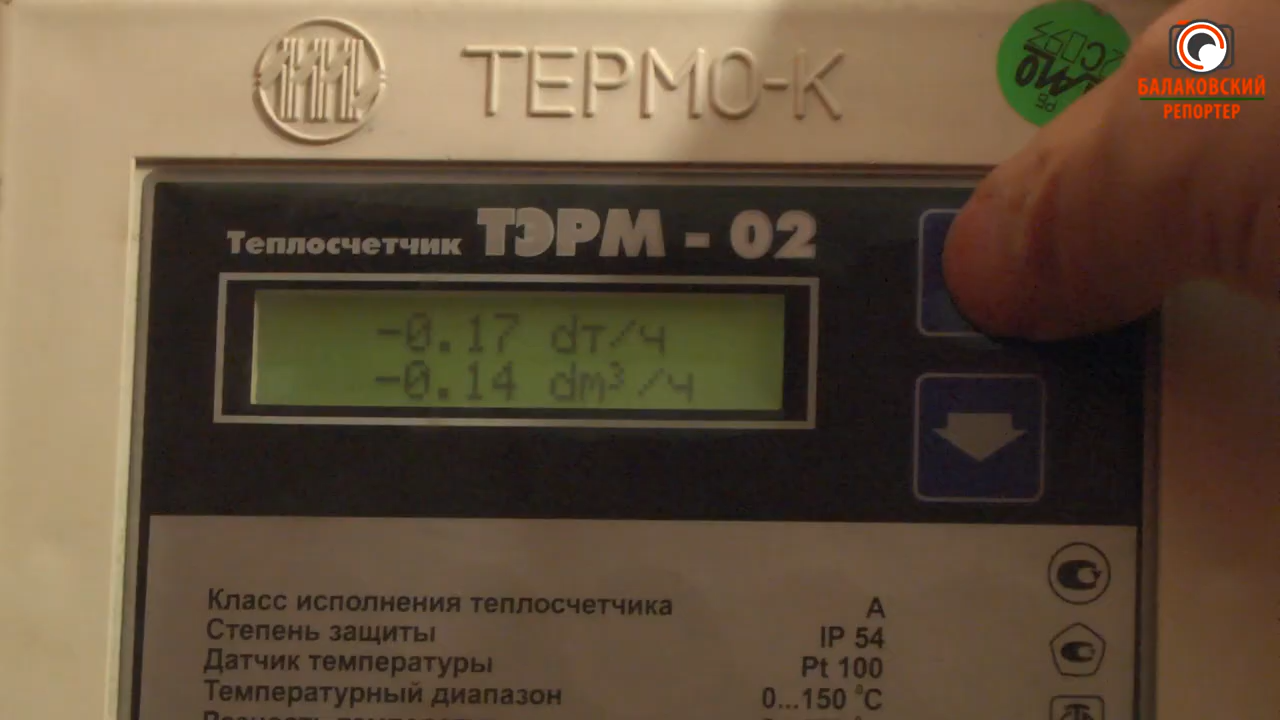 ТЕРМО-К
БАЛАКОВСКИЙ
РЕПОРТЕР
Теплосчетчик ТЭРМ - 02
-0.17 dт/ч
-0.14 dm³/ч
Класс исполнения теплосчетчика A
Степень защиты IP 54
Датчик температуры Pt 100
Температурный диапазон 0...150 °C